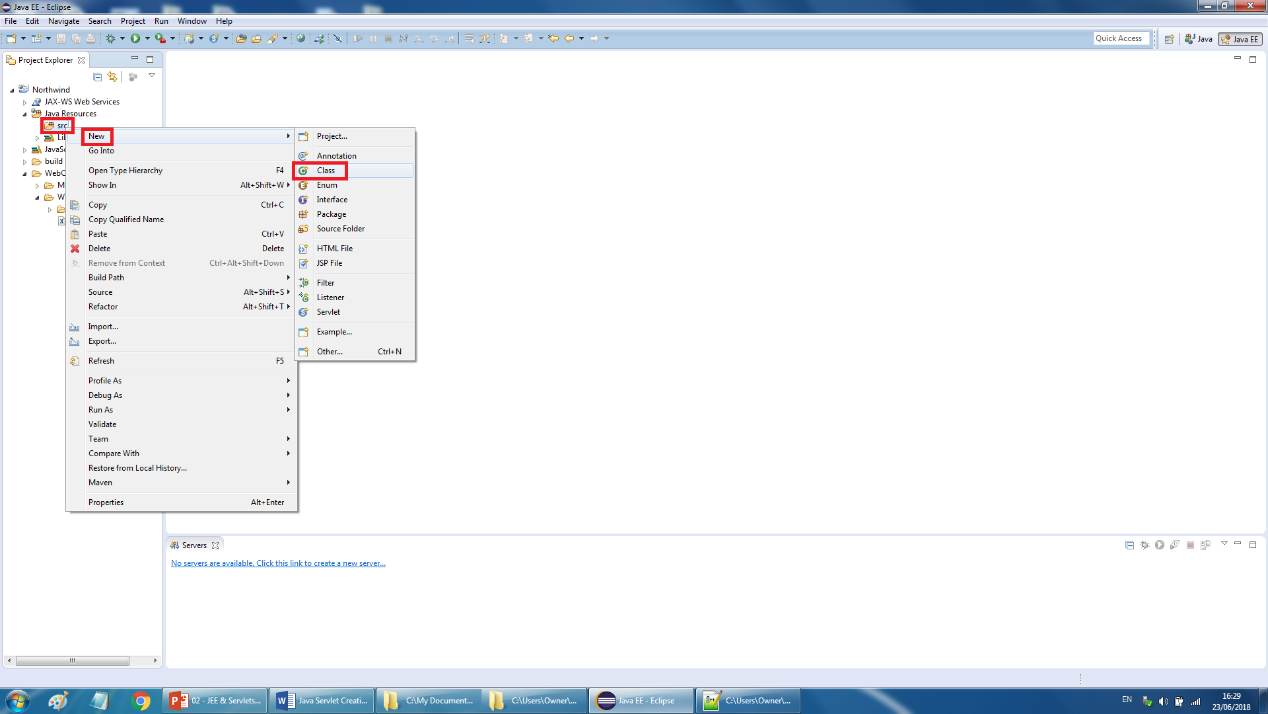 Java EE - Eclipse
File Edit Navigate Search Project Run Window Help
Quick Access
Java
Java EE
Project Explorer
Northwind
JAX-WS Web Services
Java Resources
src
build
New
Go Into
Open Type Hierarchy F4
Show In Alt+Shift+W
Copy Ctrl+C
Copy Qualified Name
Paste Ctrl+V
Delete Delete
Remove from Context Ctrl+Alt+Shift+Down
Build Path
Source Alt+Shift+S
Refactor Alt+Shift+T
Import...
Export...
Refresh F5
Profile As
Debug As
Run As
Validate
Team
Compare With
Restore from Local History...
Maven
Properties Alt+Enter
Project...
Annotation
Class
Enum
Interface
Package
Source Folder
HTML File
JSP File
Filter
Listener
Servlet
Example...
Other... Ctrl+N
Servers
No servers are available. Click this link to create a new server...
02 - JEE & Servlets...
Java Servlet Creati...
C:\My Document...
C:\Users\Owner\...
Java EE - Eclipse
C:\Users\Owner\...
EN
16:29
23/06/2018